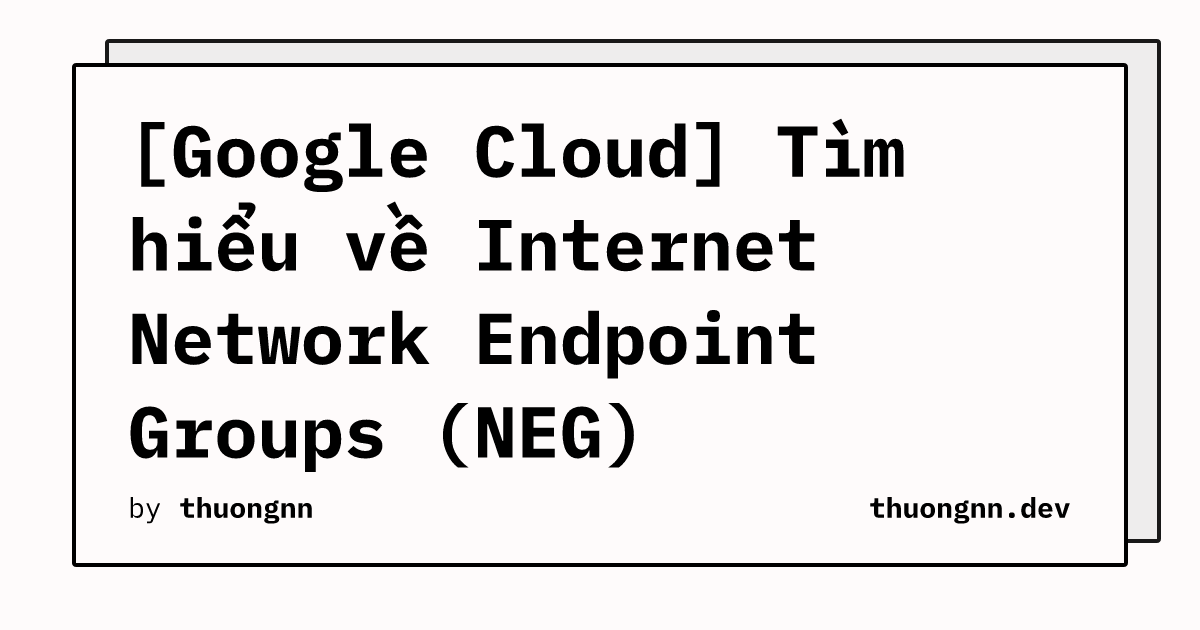 [Google Cloud] Tìm
hiểu về Internet
Network Endpoint
Groups (NEG)
by thuongnn
thuongnn.dev